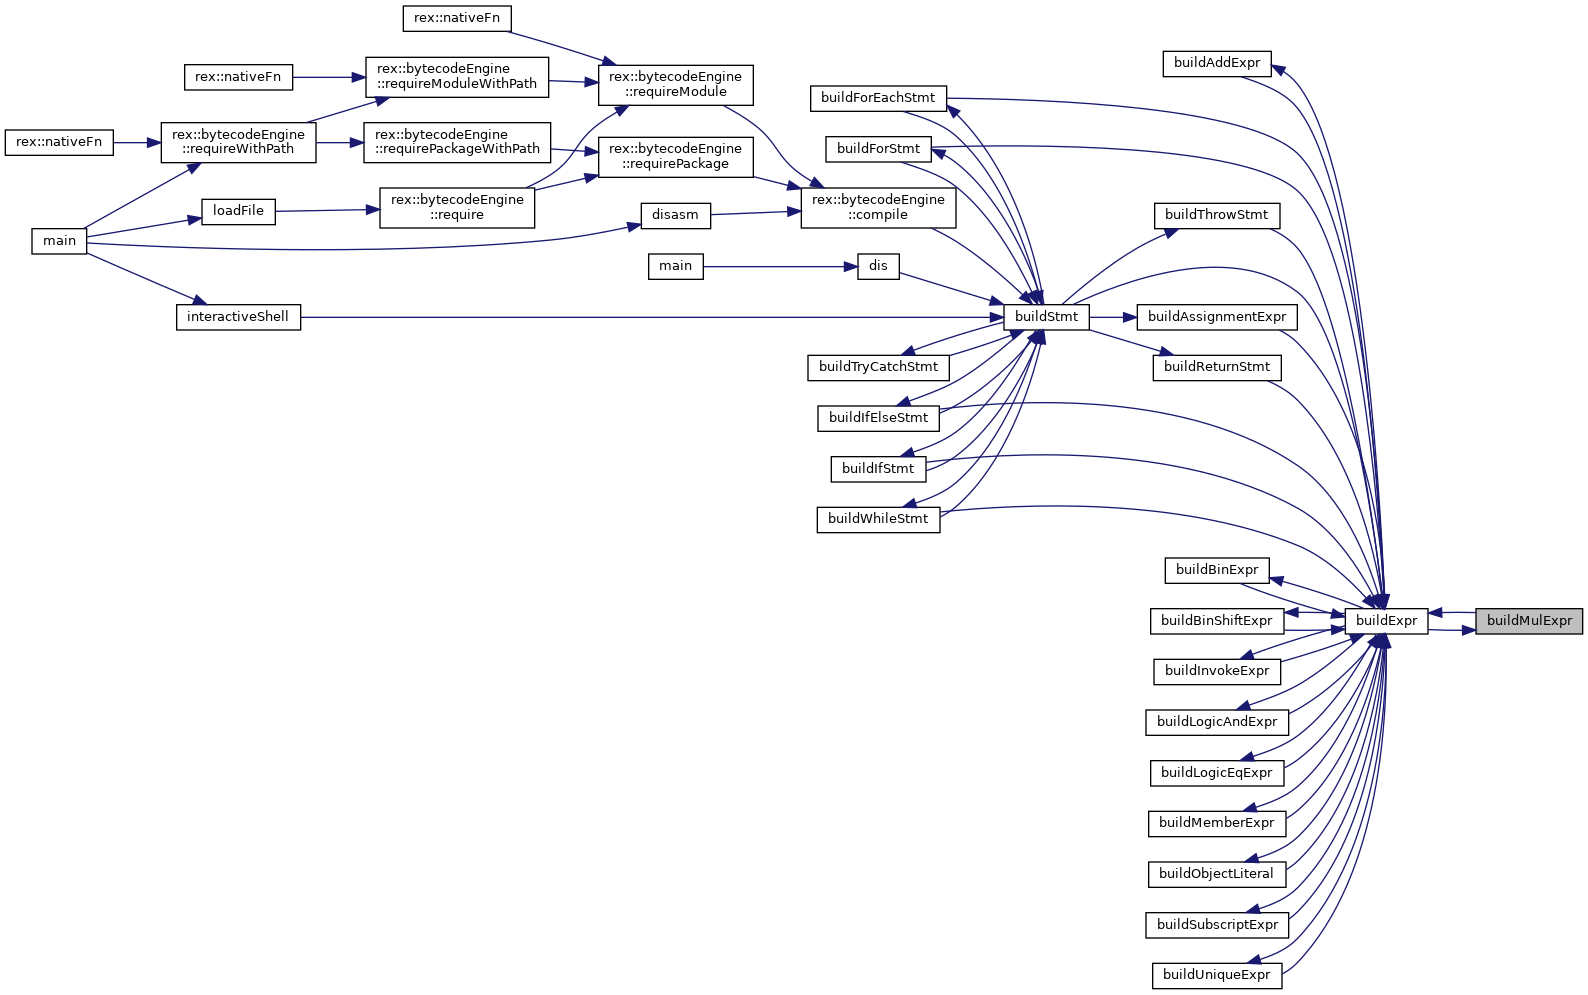 rex::nativeFn
rex::nativeFn
rex::bytecodeEngine
::requireModuleWithPath
rex::bytecodeEngine
::requireModule
buildAddExpr
buildForEachStmt
rex::nativeFn
rex::bytecodeEngine
::requireWithPath
rex::bytecodeEngine
::requirePackageWithPath
rex::bytecodeEngine
::requirePackage
buildForStmt
loadFile
rex::bytecodeEngine
::require
disasm
rex::bytecodeEngine
::compile
buildThrowStmt
main
main
dis
interactiveShell
buildStmt
buildAssignmentExpr
buildTryCatchStmt
buildReturnStmt
buildIfElseStmt
buildIfStmt
buildWhileStmt
buildBinExpr
buildBinShiftExpr
buildExpr
buildMulExpr
buildInvokeExpr
buildLogicAndExpr
buildLogicEqExpr
buildMemberExpr
buildObjectLiteral
buildSubscriptExpr
buildUniqueExpr